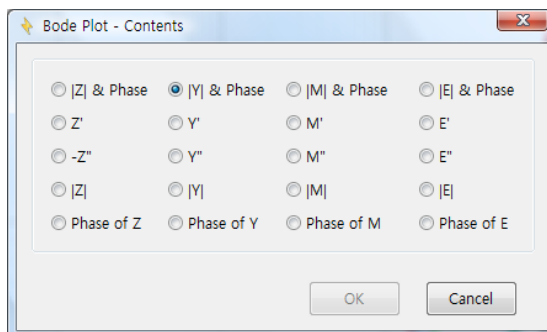 Bode Plot - Contents
|Z| & Phase |Y| & Phase |M| & Phase |E| & Phase
Z' Y' M' E'
-Z" Y" M" E"
|Z| |Y| |M| |E|
Phase of Z Phase of Y Phase of M Phase of E
OK Cancel